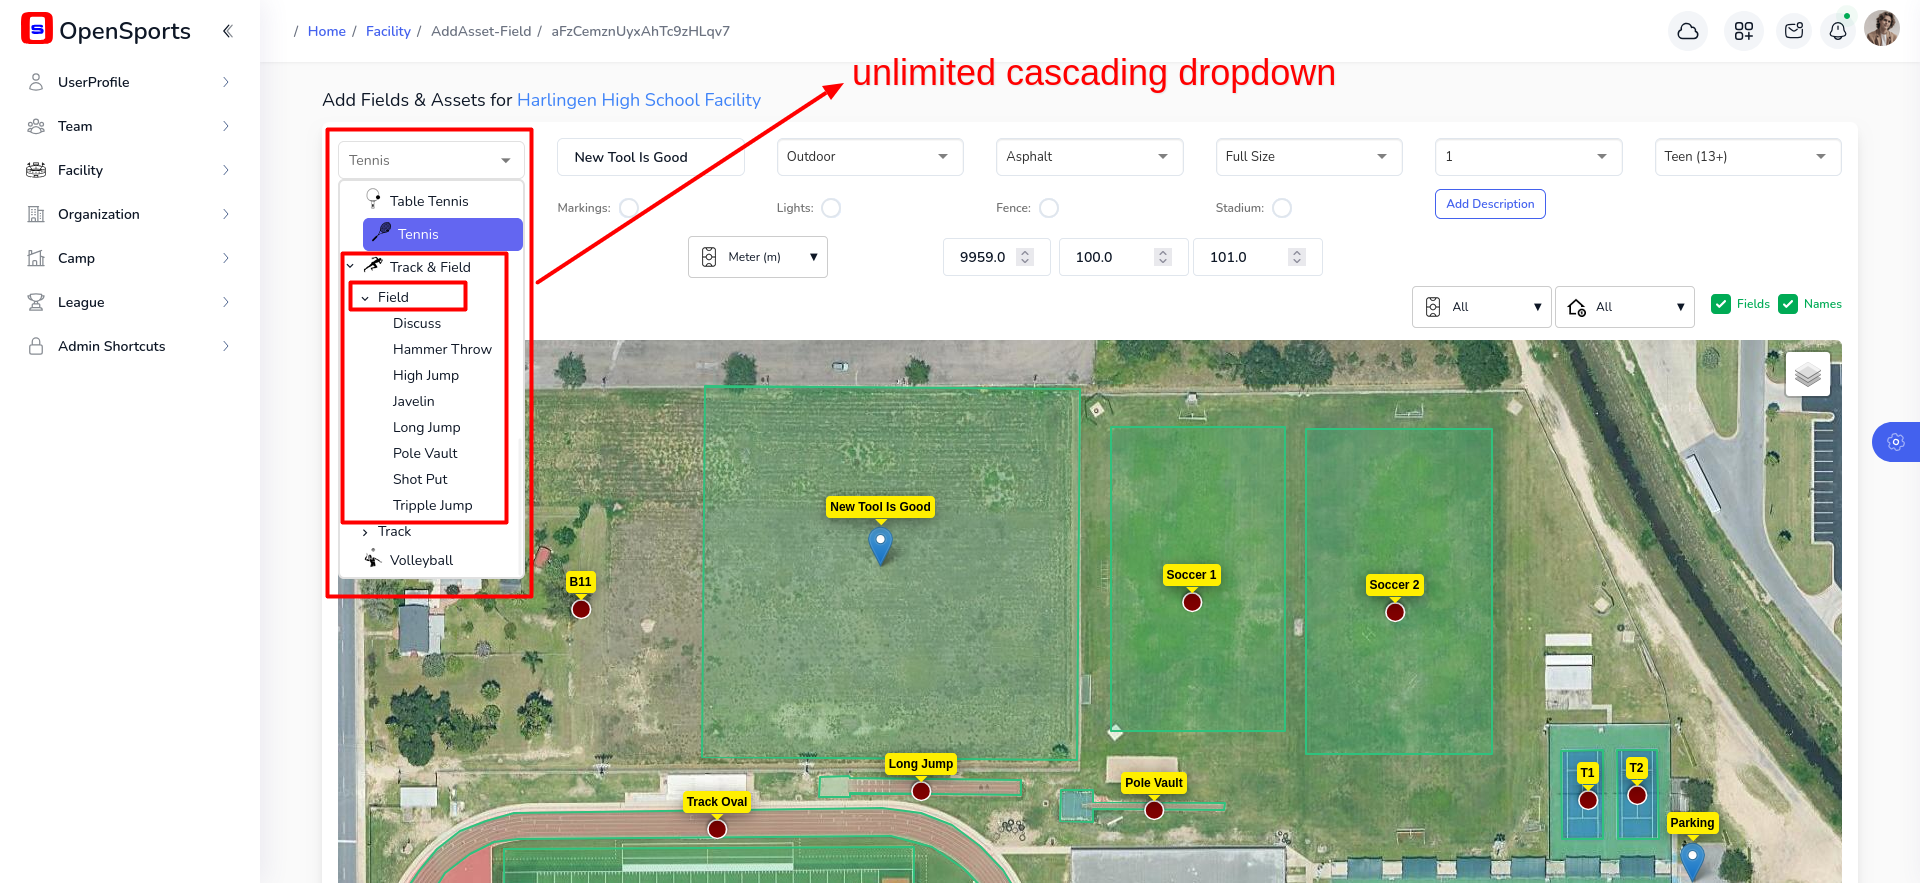 S OpenSports
/ Home / Facility / AddAsset-Field / aFzCemznUyxAhTc9zHLqv7
unlimited cascading dropdown
UserProfile
Team
Facility
Organization
Camp
League
Admin Shortcuts
Add Fields & Assets for Harlingen High School Facility
Tennis
New Tool Is Good
Outdoor
Asphalt
Full Size
1
Teen (13+)
Table Tennis
Tennis
Track & Field
Field
Discuss
Hammer Throw
High Jump
Javelin
Long Jump
Pole Vault
Shot Put
Tripple Jump
Track
Volleyball
Markings:
Lights:
Fence:
Stadium:
Add Description
Meter (m)
9959.0
100.0
101.0
All
All
Fields
Names
New Tool Is Good
B11
Soccer 1
Soccer 2
Long Jump
Track Oval
Pole Vault
T1
T2
Parking